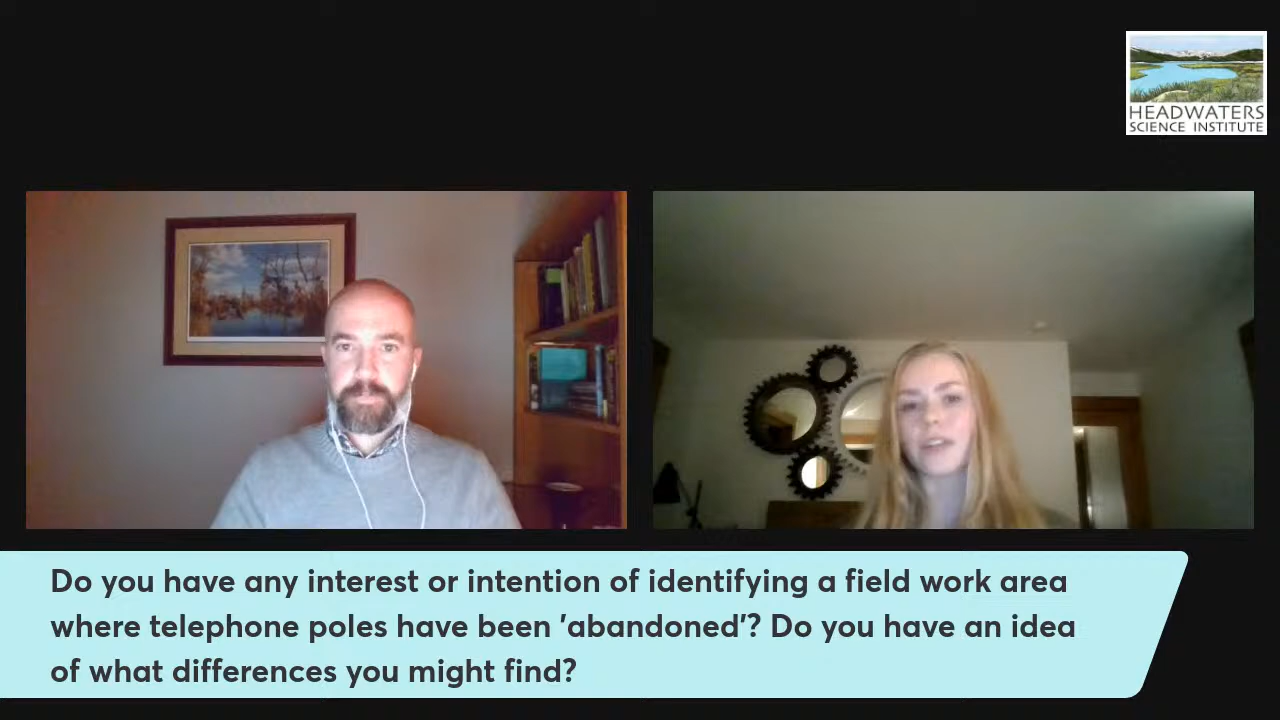 HEADWATERS
SCIENCE INSTITUTE
Do you have any interest or intention of identifying a field work area
where telephone poles have been 'abandoned'? Do you have an idea
of what differences you might find?